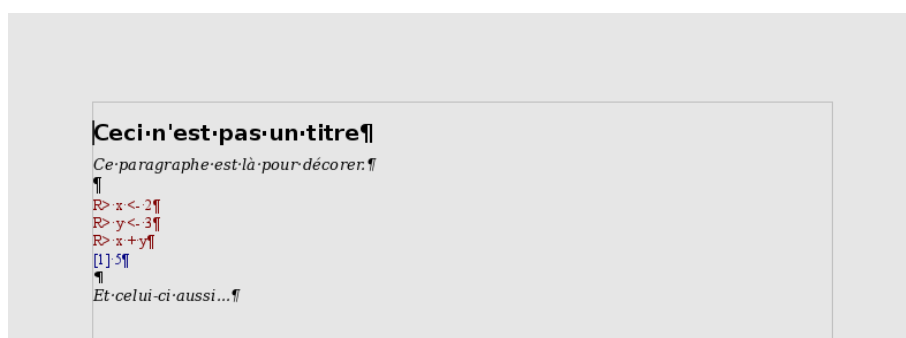 Ceci·n'est·pas·un·titre¶
Ce·paragraphe·est·là·pour·décorer.¶
¶
R>·x·<-·2¶
R>·y·<-·3¶
R>·x·+·y¶
[1]·5¶
¶
Et·celui-ci·aussi...¶